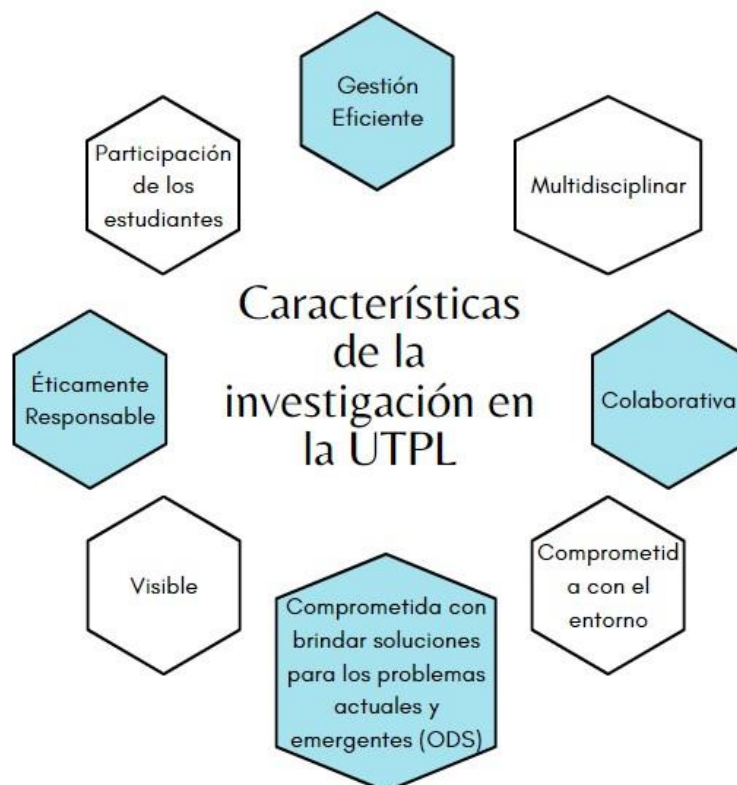 Gestión
Eficiente
Participación
de los
estudiantes
Multidisciplinar
Características
de la
investigación en
la UTPL
Éticamente
Responsable
Colaborativa
Visible
Comprometid
a con el
entorno
Comprometida con
brindar soluciones
para los problemas
actuales y
emergentes (ODS)